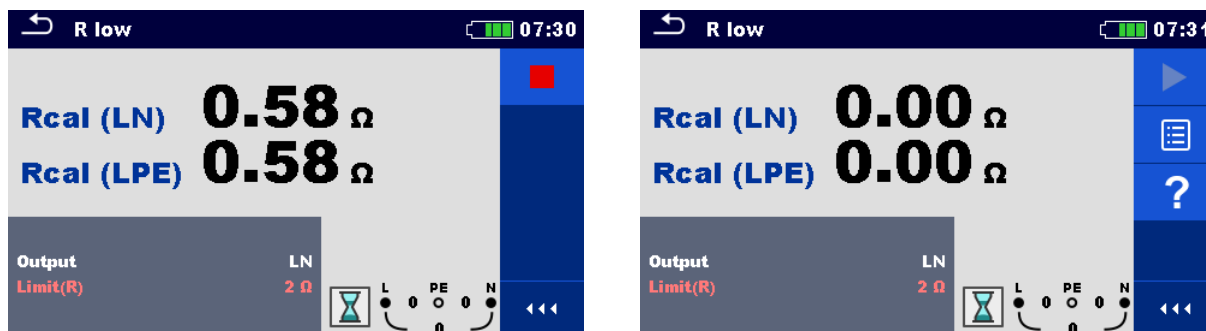 R low 07:30
Rcal (LN) 0.58 Ω
Rcal (LPE) 0.58 Ω
Output LN
Limit(R) 2 Ω
L PE N
0 0
0
R low 07:31
Rcal (LN) 0.00 Ω
Rcal (LPE) 0.00 Ω
?
Output LN
Limit(R) 2 Ω
L PE N
0 0
0